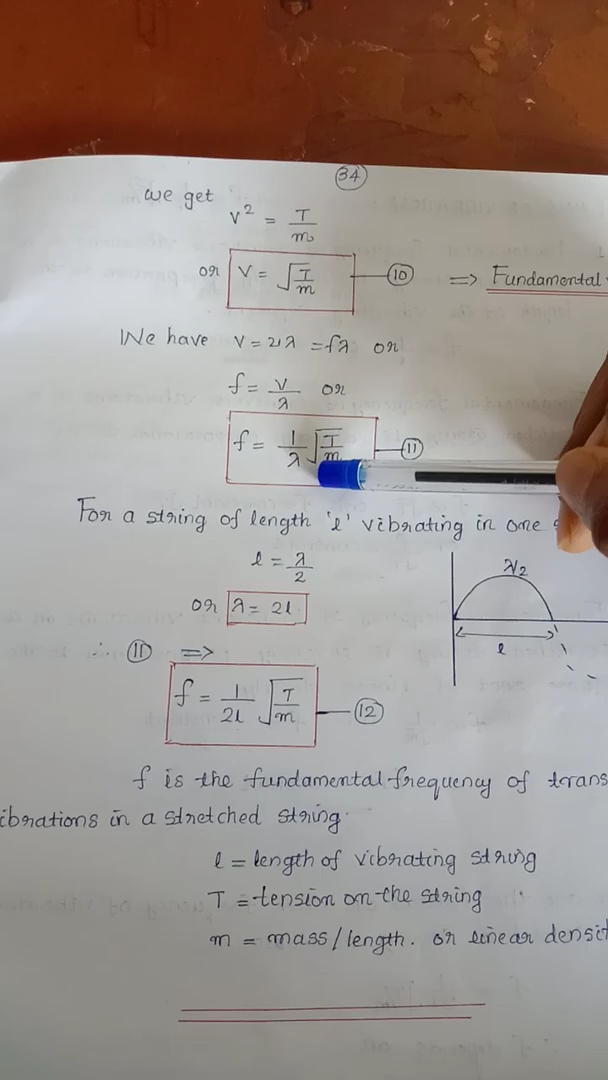 34
we get
v² = T/m
or v = √T/m — 10 => Fundamental
We have v = νλ = fλ or
f = v/λ or
f = 1/λ √T/m — 11
For a string of length 'l' vibrating in one
l = λ/2
or λ = 2l
λ/2
l
∴ 11 =>
f = 1/2l √T/m — 12
f is the fundamental frequency of trans
ibrations in a stretched string.
l = length of vibrating string
T = tension on the string
m = mass/length. or linear densit